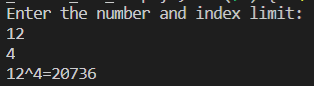 Enter the number and index limit:
12
4
12^4=20736